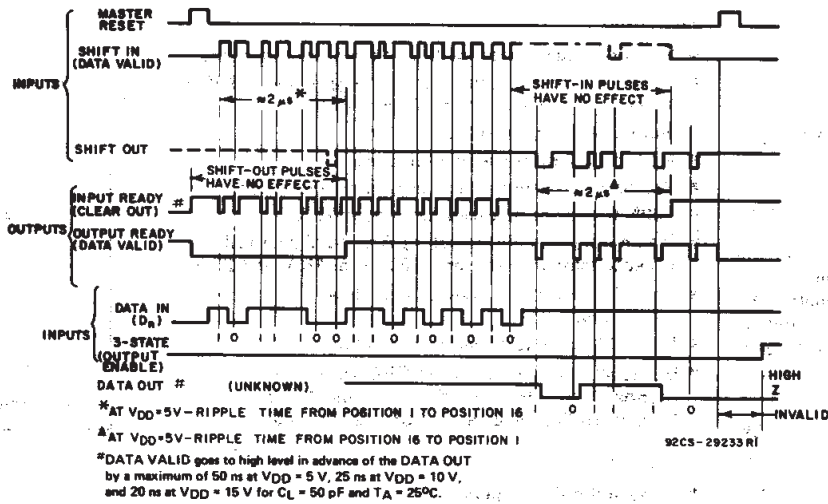 MASTER
RESET
SHIFT IN
(DATA VALID)
INPUTS
≈2 μs*
SHIFT-IN PULSES
HAVE NO EFFECT
SHIFT OUT
SHIFT-OUT PULSES
HAVE NO EFFECT
≈2 μs▲
INPUT READY #
(CLEAR OUT)
OUTPUTS
OUTPUT READY
(DATA VALID)
DATA IN
(DR)
1 0 1 1 0 0 1 1 0 1 0 1 0 1 0
INPUTS
3-STATE
(OUTPUT
ENABLE)
HIGH
Z
DATA OUT # (UNKNOWN)
1 0 1 1 1 0
INVALID
*AT VDD=5V-RIPPLE TIME FROM POSITION 1 TO POSITION 16
▲AT VDD=5V-RIPPLE TIME FROM POSITION 16 TO POSITION 1
92CS-29233R1
#DATA VALID goes to high level in advance of the DATA OUT
by a maximum of 50 ns at VDD = 5 V, 25 ns at VDD = 10 V,
and 20 ns at VDD = 15 V for CL = 50 pF and TA = 25°C.